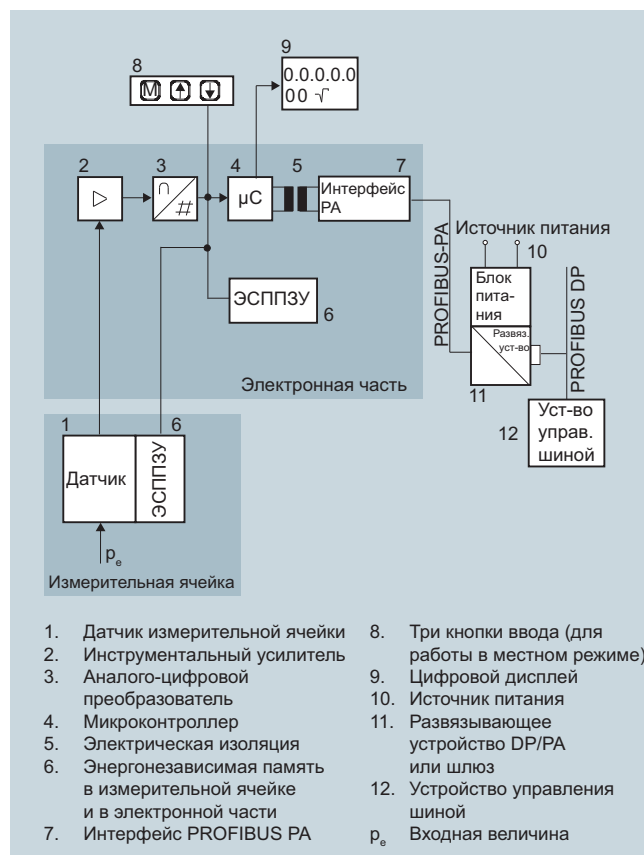 9
8
0.0.0.0.0
00 √
M
2
3
4
5
7
∩
#
µC
Интерфейс
PA
Источник питания
10
PROFIBUS-PA
Блок
пита-
ния
PROFIBUS DP
ЭСППЗУ
6
Развяз.
уст-во
Электронная часть
11
12
Уст-во
управ.
шиной
1
6
Датчик
ЭСППЗУ
pe
Измерительная ячейка
1. Датчик измерительной ячейки
2. Инструментальный усилитель
3. Аналого-цифровой
преобразователь
4. Микроконтроллер
5. Электрическая изоляция
6. Энергонезависимая память
в измерительной ячейке
и в электронной части
7. Интерфейс PROFIBUS PA
8. Три кнопки ввода (для
работы в местном режиме)
9. Цифровой дисплей
10. Источник питания
11. Развязывающее
устройство DP/PA
или шлюз
12. Устройство управления
шиной
pe Входная величина